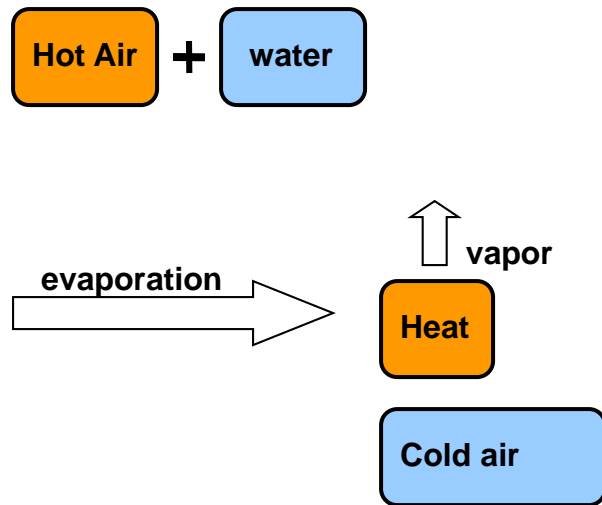 Hot Air + water
evaporation
vapor
Heat
Cold air